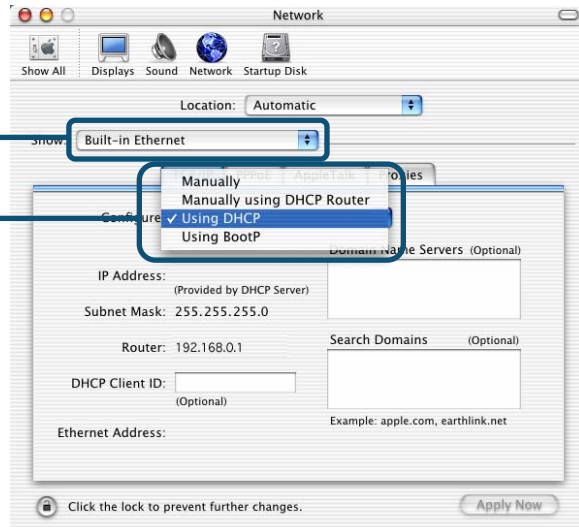 Network
Show All Displays Sound Network Startup Disk
Location: Automatic
Show: Built-in Ethernet
PPPoE AppleTalk Proxies
Manually
Manually using DHCP Router
Configure ✓ Using DHCP
Using BootP
Domain Name Servers (Optional)
IP Address:
(Provided by DHCP Server)
Subnet Mask: 255.255.255.0
Router: 192.168.0.1
Search Domains (Optional)
DHCP Client ID:
(Optional)
Example: apple.com, earthlink.net
Ethernet Address:
Click the lock to prevent further changes.
Apply Now